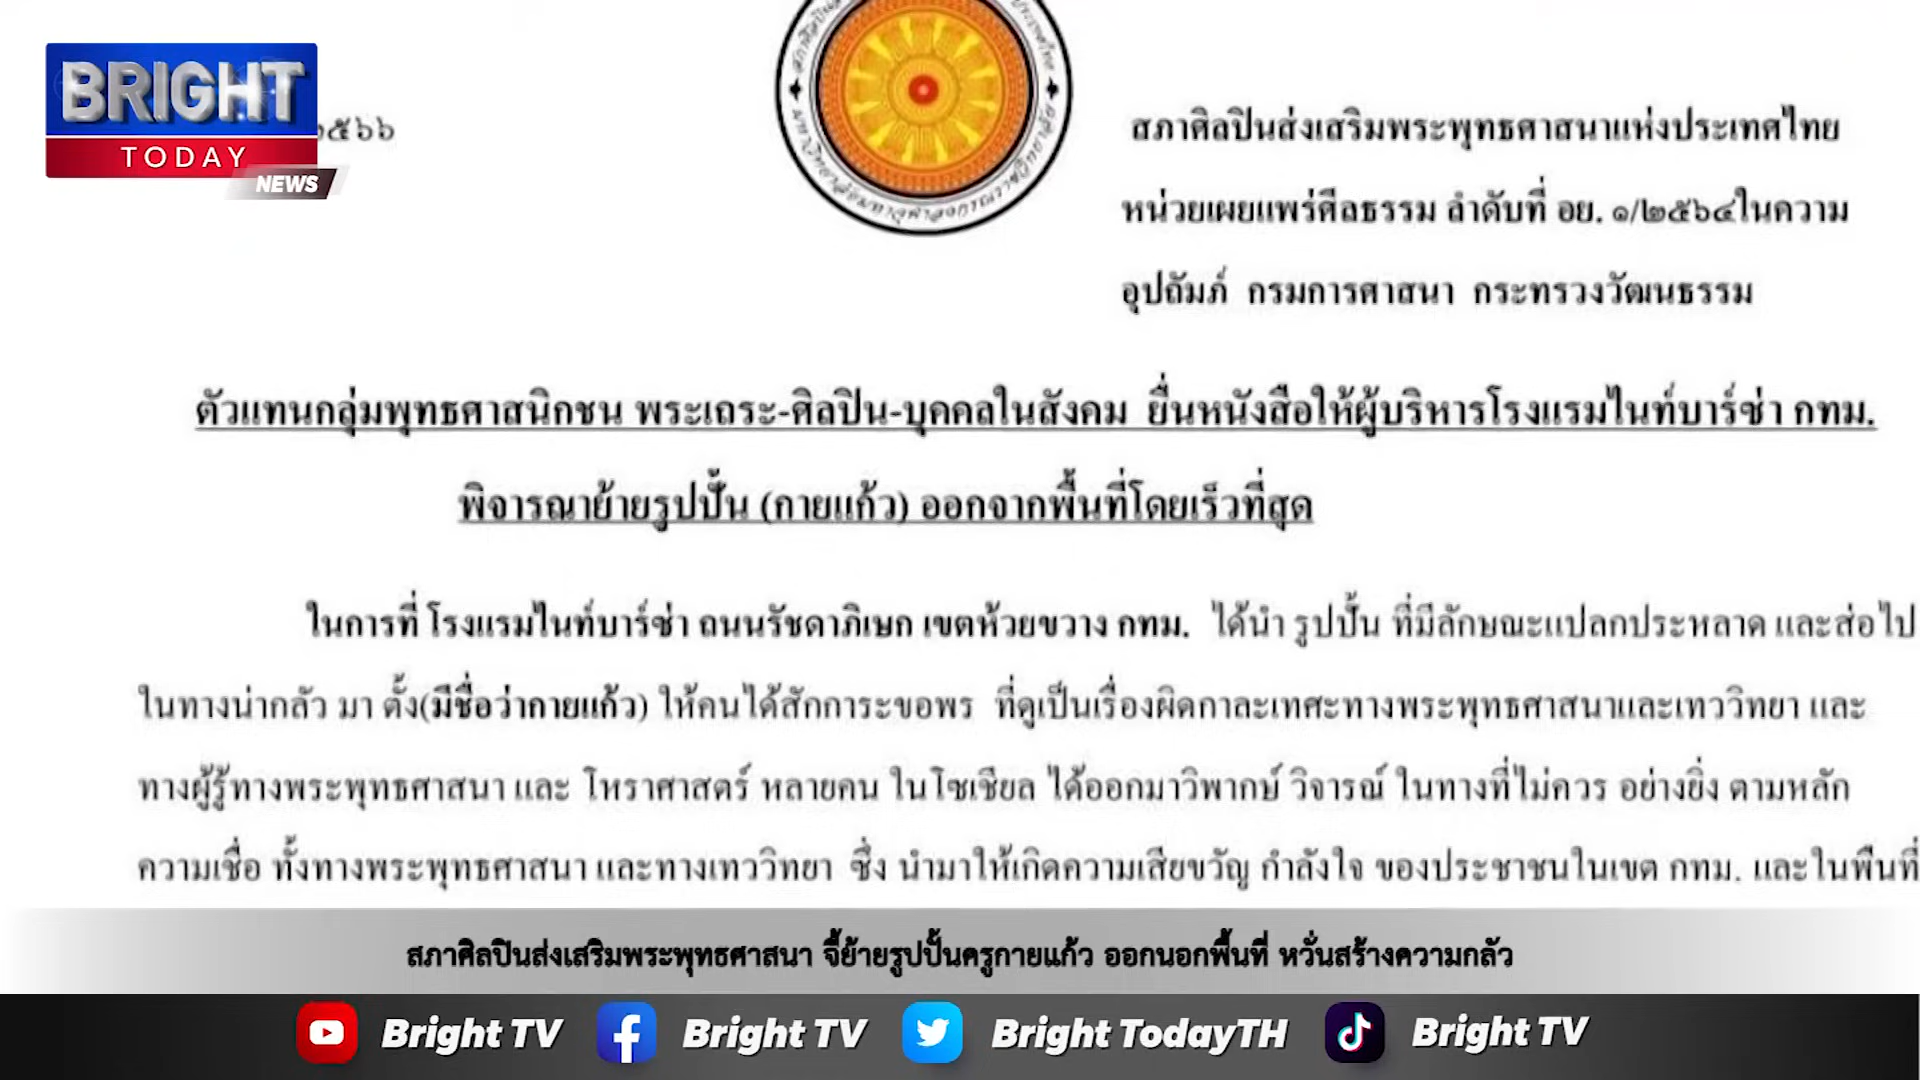 BRIGHT
TODAY
NEWS
๒๕๖๖
สภาศิลปินส่งเสริมพระพุทธศาสนาแห่งประเทศไทย
หน่วยเผยแพร่ศีลธรรม ลำดับที่ อย. ๑/๒๕๖๔ในความ
อุปถัมภ์ กรมการศาสนา กระทรวงวัฒนธรรม
มหาวิทยาลัยมหาจุฬาลงกรณราชวิทยาลัย
ตัวแทนกลุ่มพุทธศาสนิกชน พระเถระ-ศิลปิน-บุคคลในสังคม ยื่นหนังสือให้ผู้บริหารโรงแรมไนท์บาร์ซ่า กทม.
พิจารณาย้ายรูปปั้น (กายแก้ว) ออกจากพื้นที่โดยเร็วที่สุด
ในการที่ โรงแรมไนท์บาร์ซ่า ถนนรัชดาภิเษก เขตห้วยขวาง กทม. ได้นำ รูปปั้น ที่มีลักษณะแปลกประหลาด และส่อไป
ในทางน่ากลัว มา ตั้ง(มีชื่อว่ากายแก้ว) ให้คนได้สักการะขอพร ที่ดูเป็นเรื่องผิดกาละเทศะทางพระพุทธศาสนาและเทววิทยา และ
ทางผู้รู้ทางพระพุทธศาสนา และ โหราศาสตร์ หลายคน ในโซเชียล ได้ออกมาวิพากษ์ วิจารณ์ ในทางที่ไม่ควร อย่างยิ่ง ตามหลัก
ความเชื่อ ทั้งทางพระพุทธศาสนา และทางเทววิทยา ซึ่ง นำมาให้เกิดความเสียขวัญ กำลังใจ ของประชาชนในเขต กทม. และในพื้นที่
สภาศิลปินส่งเสริมพระพุทธศาสนา จี้ย้ายรูปปั้นครูกายแก้ว ออกนอกพื้นที่ หวั่นสร้างความกลัว
Bright TV Bright TV Bright TodayTH Bright TV